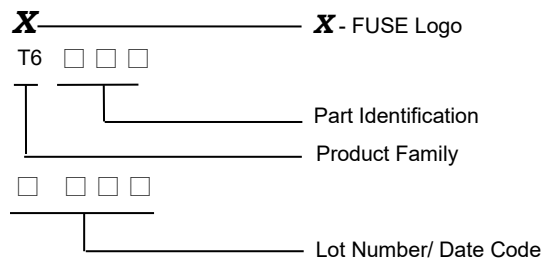 X X - FUSE Logo
T6 □ □ □
Part Identification
Product Family
□ □ □ □
Lot Number/ Date Code